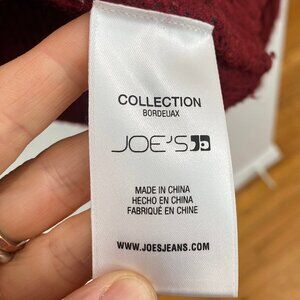 COLLECTION
BORDEUAX
JOE'S
MADE IN CHINA
HECHO EN CHINA
FABRIQUÉ EN CHINE
WWW.JOESJEANS.COM